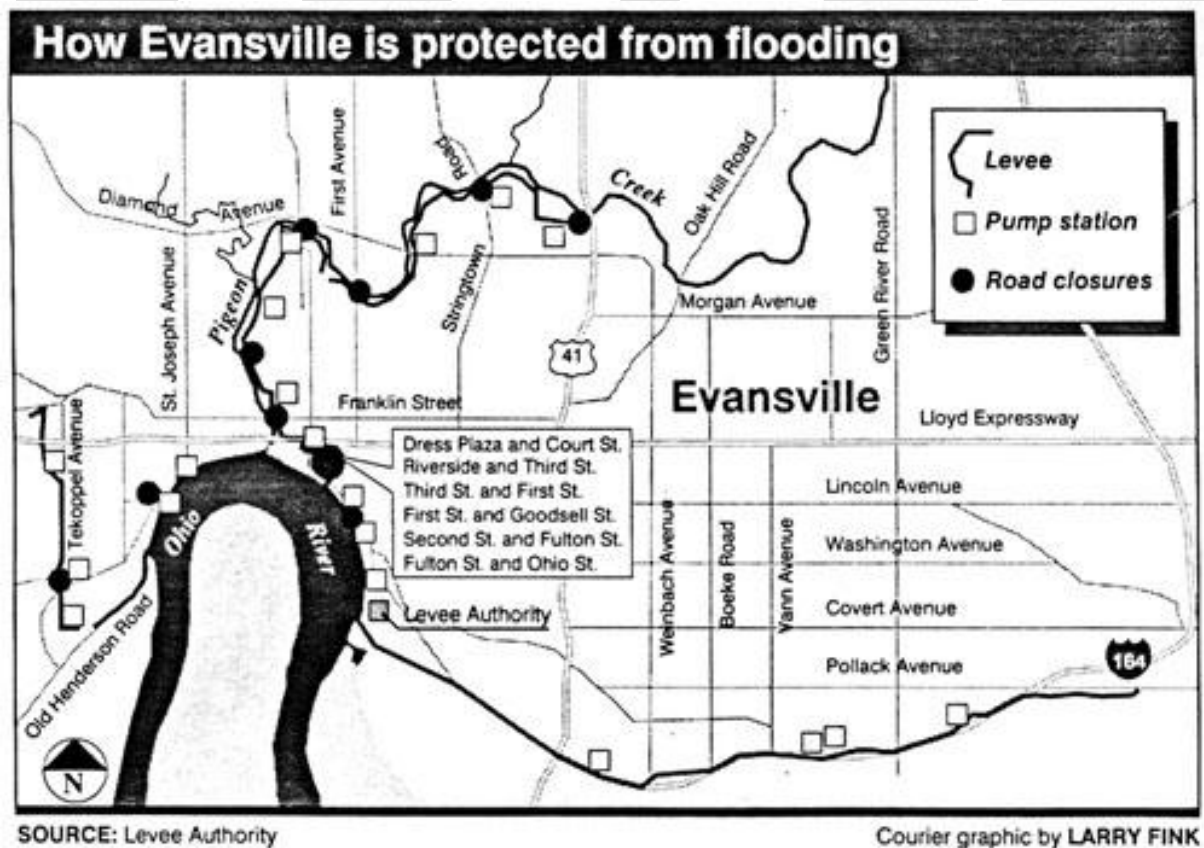 How Evansville is protected from flooding
Levee
Pump station
Road closures
Diamond Avenue
First Avenue
Road
Stringtown
Creek
Oak Hill Road
Green River Road
St. Joseph Avenue
Pigeon
Morgan Avenue
41
Evansville
Franklin Street
Lloyd Expressway
Tekoppel Avenue
Dress Plaza and Court St.
Riverside and Third St.
Third St. and First St.
First St. and Goodsell St.
Second St. and Fulton St.
Fulton St. and Ohio St.
Levee Authority
Ohio
River
Weinbach Avenue
Boeke Road
Vann Avenue
Lincoln Avenue
Washington Avenue
Covert Avenue
Pollack Avenue
164
Old Henderson Road
N
SOURCE: Levee Authority
Courier graphic by LARRY FINK